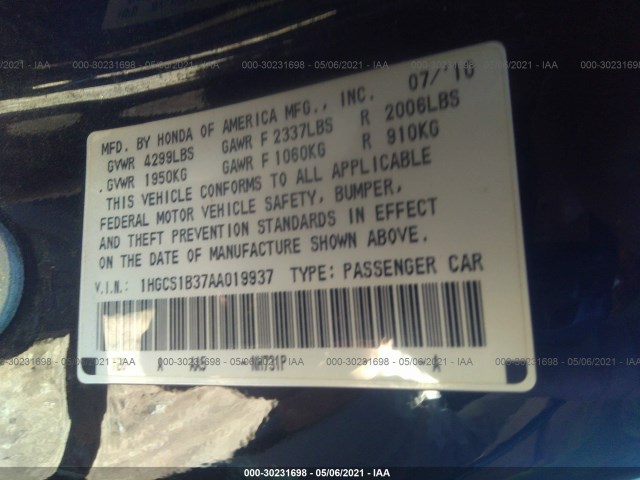 000-30231698 - 05/06/2021 - IAA
MFD. BY HONDA OF AMERICA MFG., INC. 07/'10
GVWR 4299LBS GAWR F 2337LBS R 2006LBS
GVWR 1950KG GAWR F 1060KG R 910KG
THIS VEHICLE CONFORMS TO ALL APPLICABLE
FEDERAL MOTOR VEHICLE SAFETY, BUMPER,
AND THEFT PREVENTION STANDARDS IN EFFECT
ON THE DATE OF MANUFACTURE SHOWN ABOVE.
V.I.N.: 1HGCS1B37AA019937 TYPE: PASSENGER CAR
A NH731P A
000-30231698 - 05/06/2021 - IAA